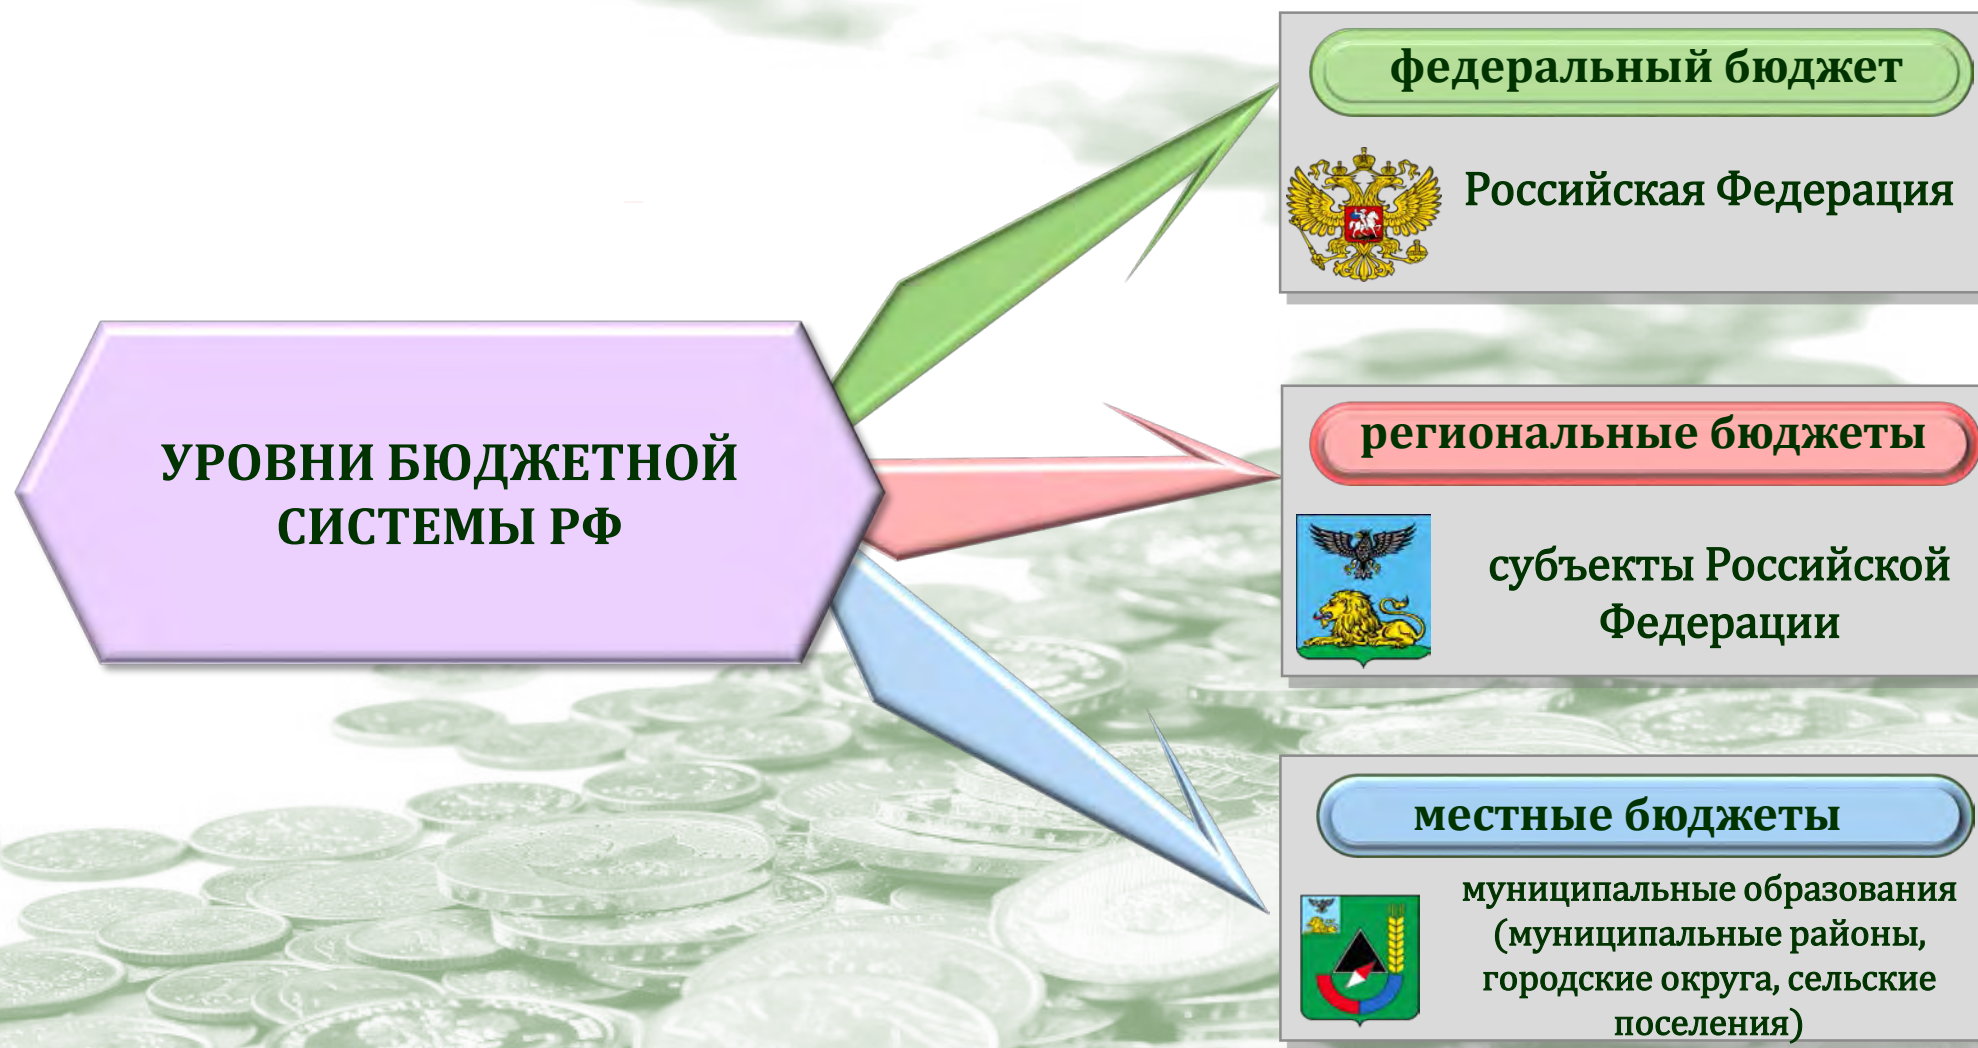 УРОВНИ БЮДЖЕТНОЙ
СИСТЕМЫ РФ
федеральный бюджет
Российская Федерация
региональные бюджеты
субъекты Российской
Федерации
местные бюджеты
муниципальные образования
(муниципальные районы,
городские округа, сельские
поселения)